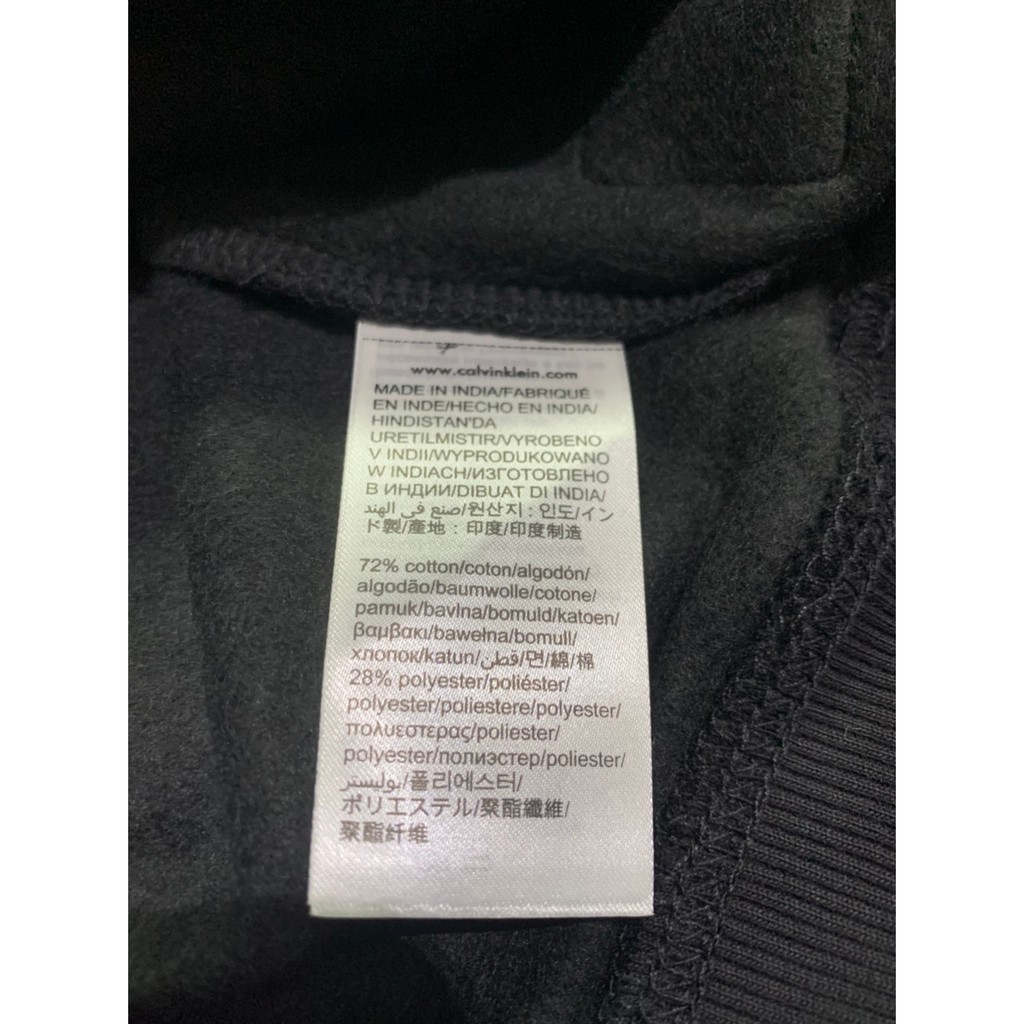 www.calvinklein.com
MADE IN INDIA/FABRIQUÉ
EN INDE/HECHO EN INDIA/
HINDISTAN'DA
URETILMISTIR/VYROBENO
V INDII/WYPRODUKOWANO
W INDIACH/ИЗГОТОВЛЕНО
В ИНДИИ/DIBUAT DI INDIA/
صنع في الهند/원산지 : 인도/イン
ド製/產地 : 印度/印度制造
72% cotton/coton/algodón/
algodão/baumwolle/cotone/
pamuk/bavlna/bomuld/katoen/
βαμβακι/bawełna/bomull/
хлопок/katun/قطن/면/綿/棉
28% polyester/poliéster/
polyester/poliestere/polyester/
πολυεστερας/poliester/
polyester/полиэстер/poliester/
بوليستر/폴리에스터/
ポリエステル/聚酯纖維/
聚酯纤维